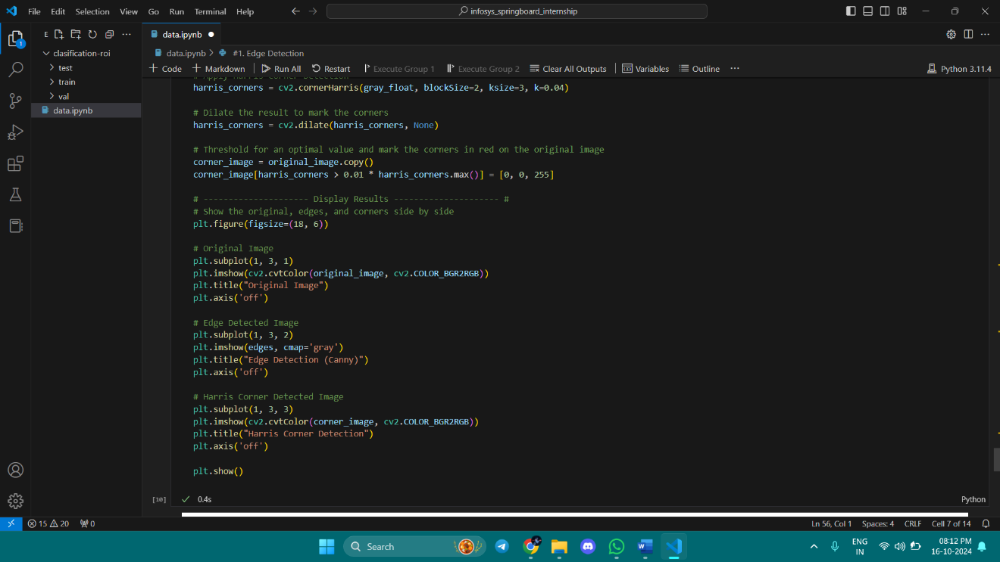 File Edit Selection View Go Run Terminal Help
infosys_springboard_internship
E
data.ipynb
clasification-roi
test
train
val
data.ipynb
1
data.ipynb > #1. Edge Detection
+ Code + Markdown Run All Restart Execute Group 1 Execute Group 2 Clear All Outputs Variables Outline ... Python 3.11.4
# Apply Harris Corner Detection
harris_corners = cv2.cornerHarris(gray_float, blockSize=2, ksize=3, k=0.04)
# Dilate the result to mark the corners
harris_corners = cv2.dilate(harris_corners, None)
# Threshold for an optimal value and mark the corners in red on the original image
corner_image = original_image.copy()
corner_image[harris_corners > 0.01 * harris_corners.max()] = [0, 0, 255]
# --------------------- Display Results --------------------- #
# Show the original, edges, and corners side by side
plt.figure(figsize=(18, 6))
# Original Image
plt.subplot(1, 3, 1)
plt.imshow(cv2.cvtColor(original_image, cv2.COLOR_BGR2RGB))
plt.title("Original Image")
plt.axis('off')
# Edge Detected Image
plt.subplot(1, 3, 2)
plt.imshow(edges, cmap='gray')
plt.title("Edge Detection (Canny)")
plt.axis('off')
# Harris Corner Detected Image
plt.subplot(1, 3, 3)
plt.imshow(cv2.cvtColor(corner_image, cv2.COLOR_BGR2RGB))
plt.title("Harris Corner Detection")
plt.axis('off')
plt.show()
[10] 0.4s Python
15 20 0 Ln 56, Col 1 Spaces: 4 CRLF Cell 7 of 14
Search
ENG
IN
08:12 PM
16-10-2024